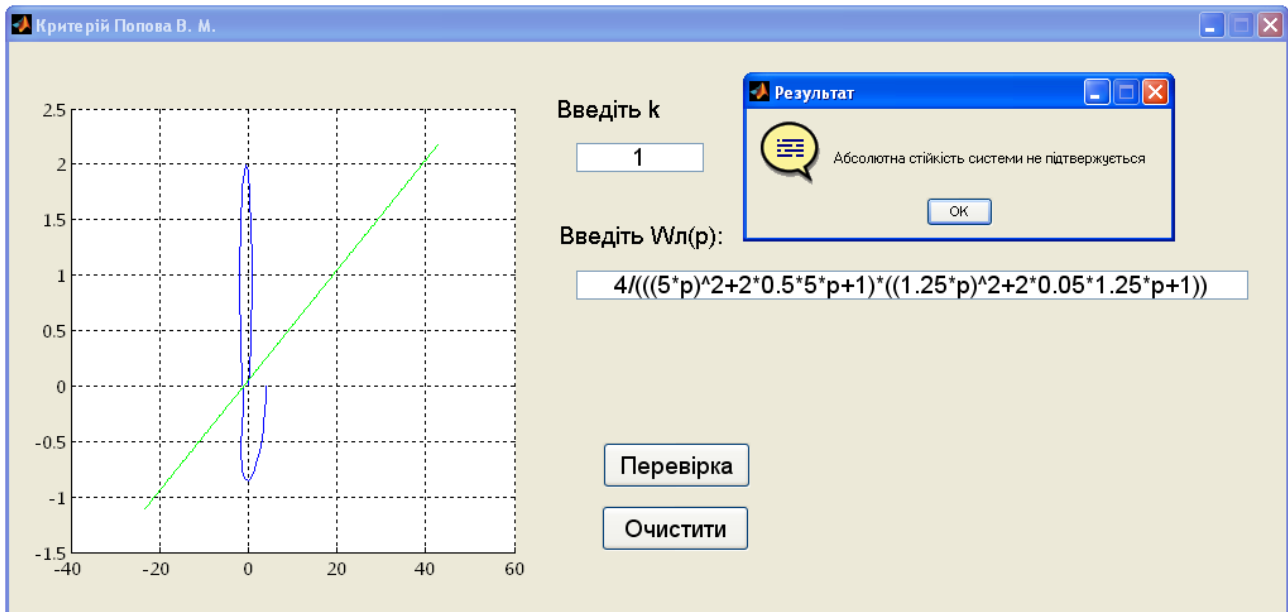 Критерій Попова В. М.
2.5
2
1.5
1
0.5
0
-0.5
-1
-1.5
-40
-20
0
20
40
60
Введіть k
1
Результат
Абсолютна стійкість системи не підтвержується
OK
Введіть Wл(p):
4/(((5*p)^2+2*0.5*5*p+1)*((1.25*p)^2+2*0.05*1.25*p+1))
Перевірка
Очистити